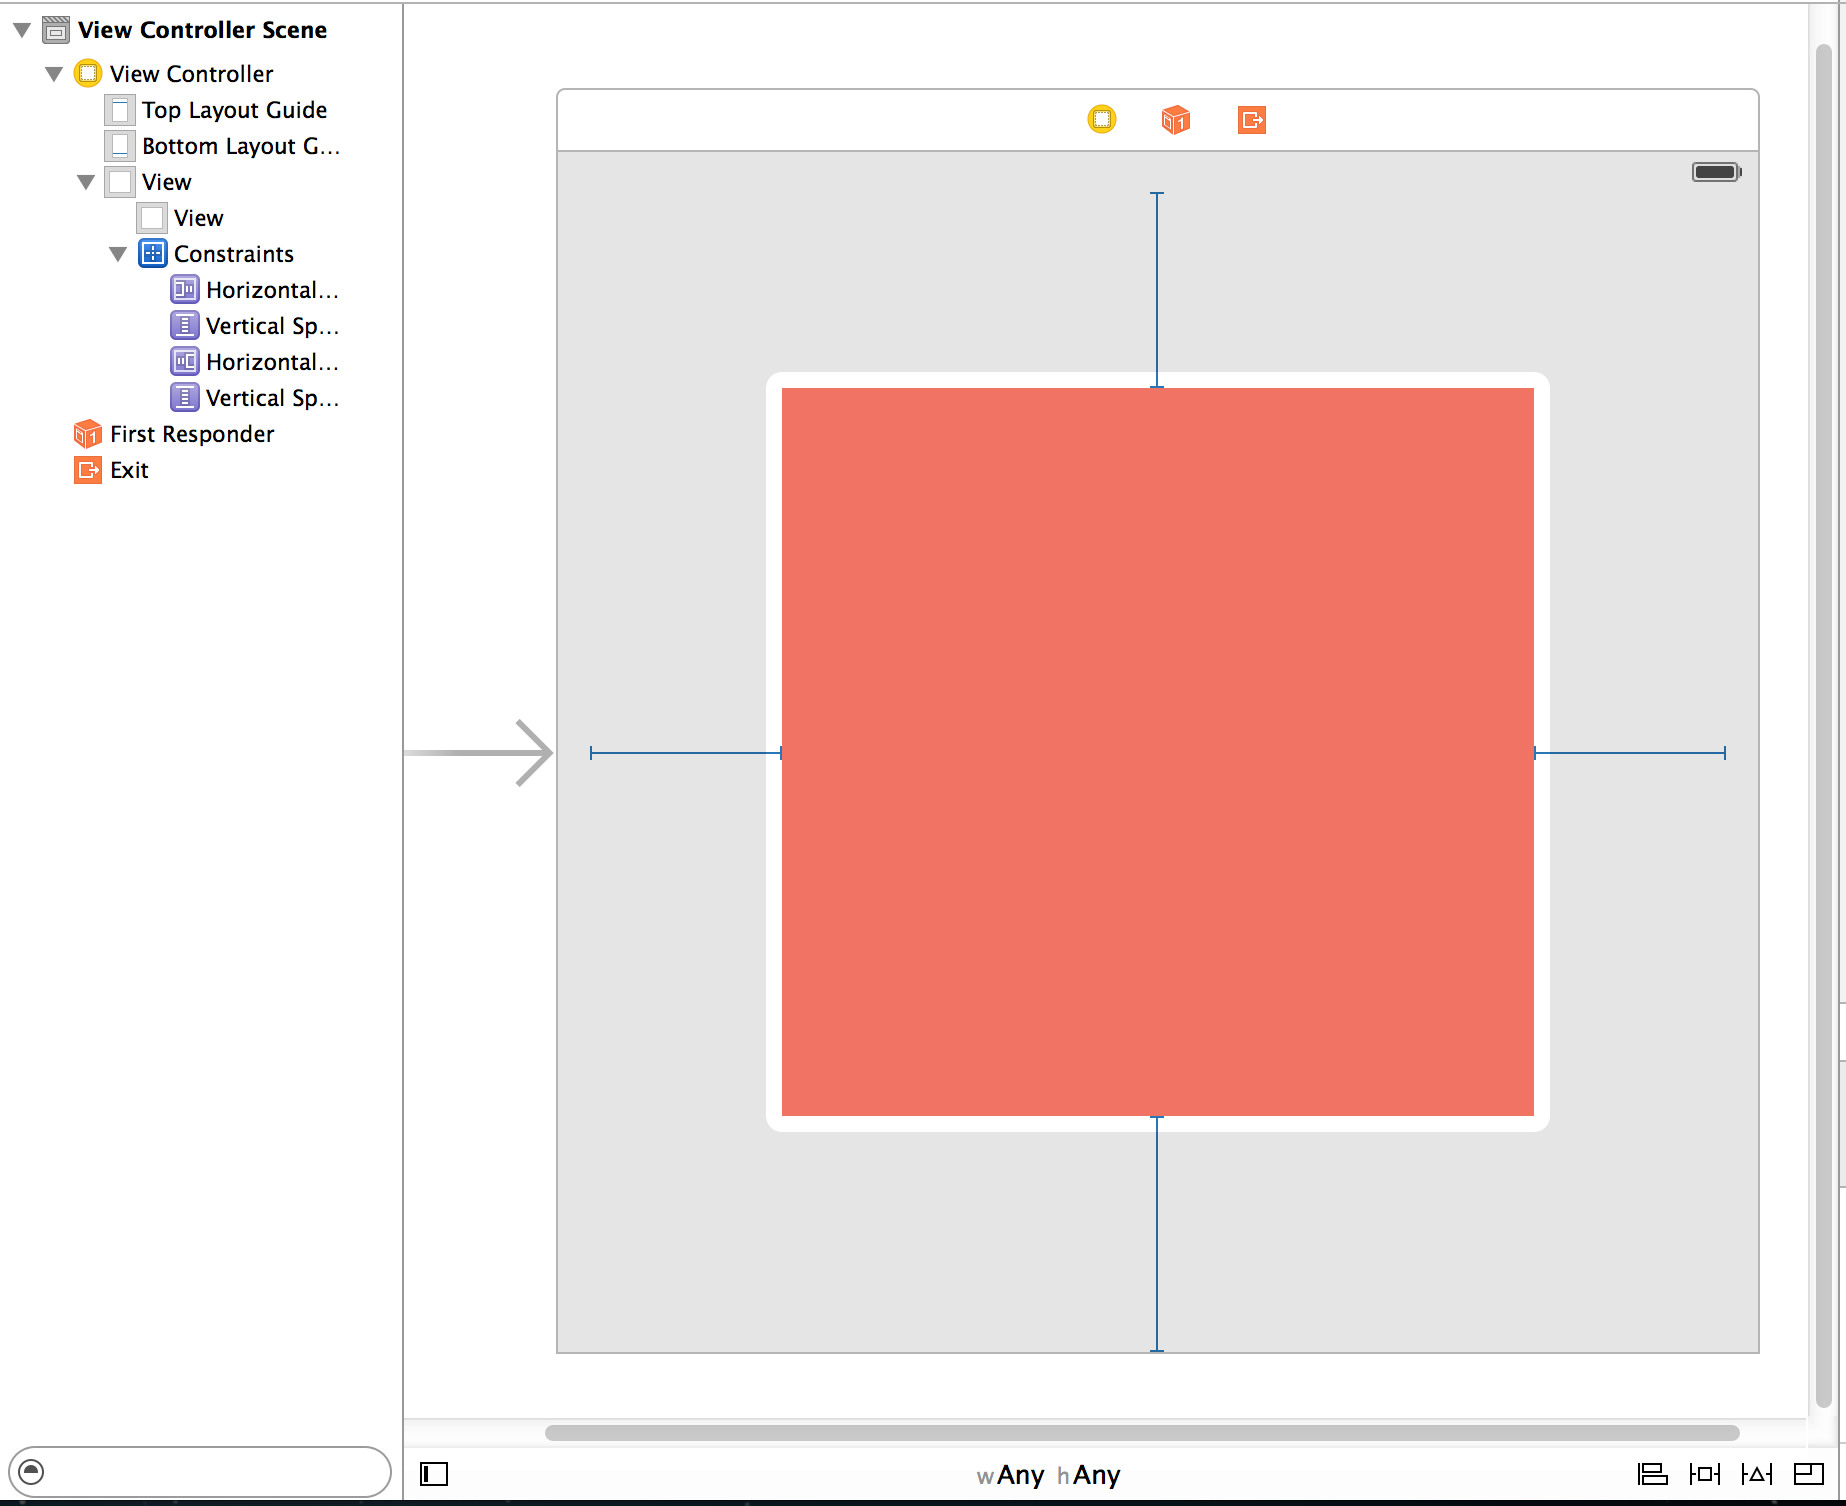 View Controller Scene
View Controller
Top Layout Guide
Bottom Layout G...
View
View
Constraints
Horizontal...
Vertical Sp...
Horizontal...
Vertical Sp...
First Responder
Exit
wAny hAny